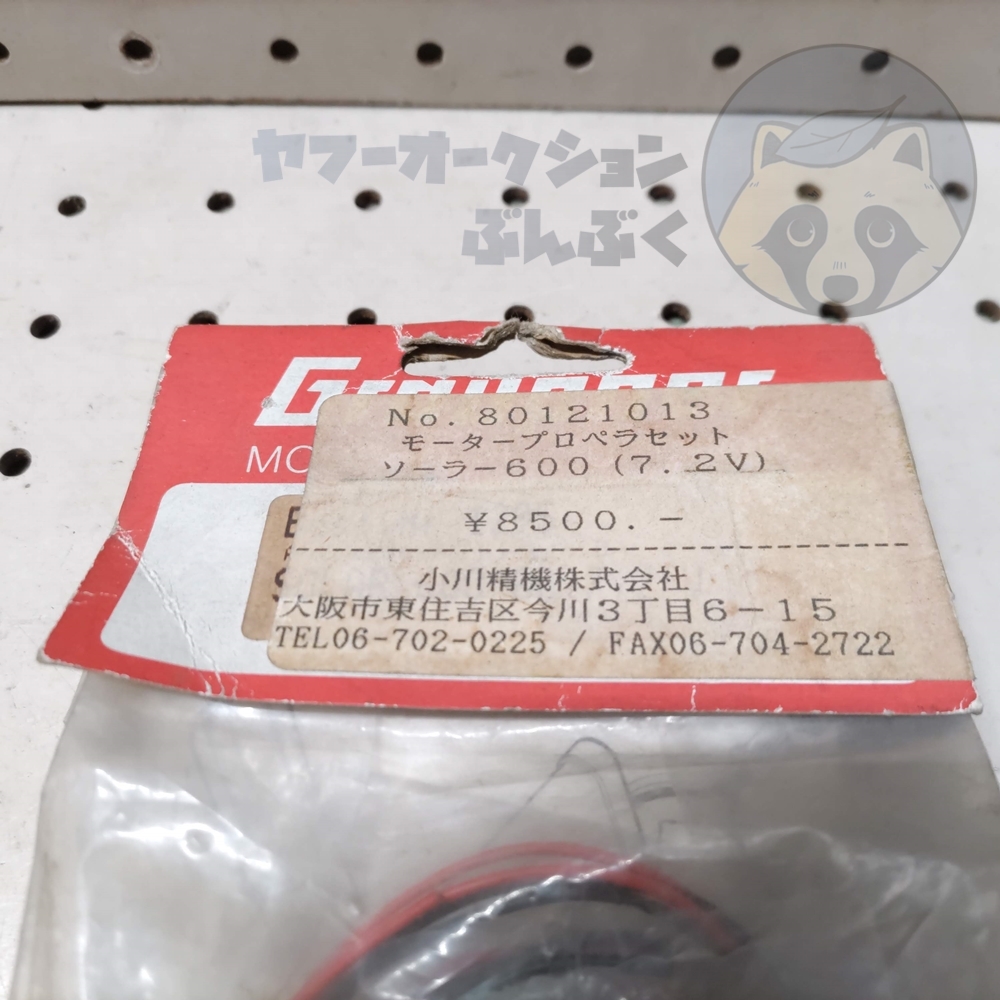 ヤフーオークション
ぶんぶく
Graupner
No.80121013
モータープロペラセット
ソーラー600(7.2V)
¥8500.-
小川精機株式会社
大阪市東住吉区今川3丁目6-15
TEL06-702-0225 / FAX06-704-2722